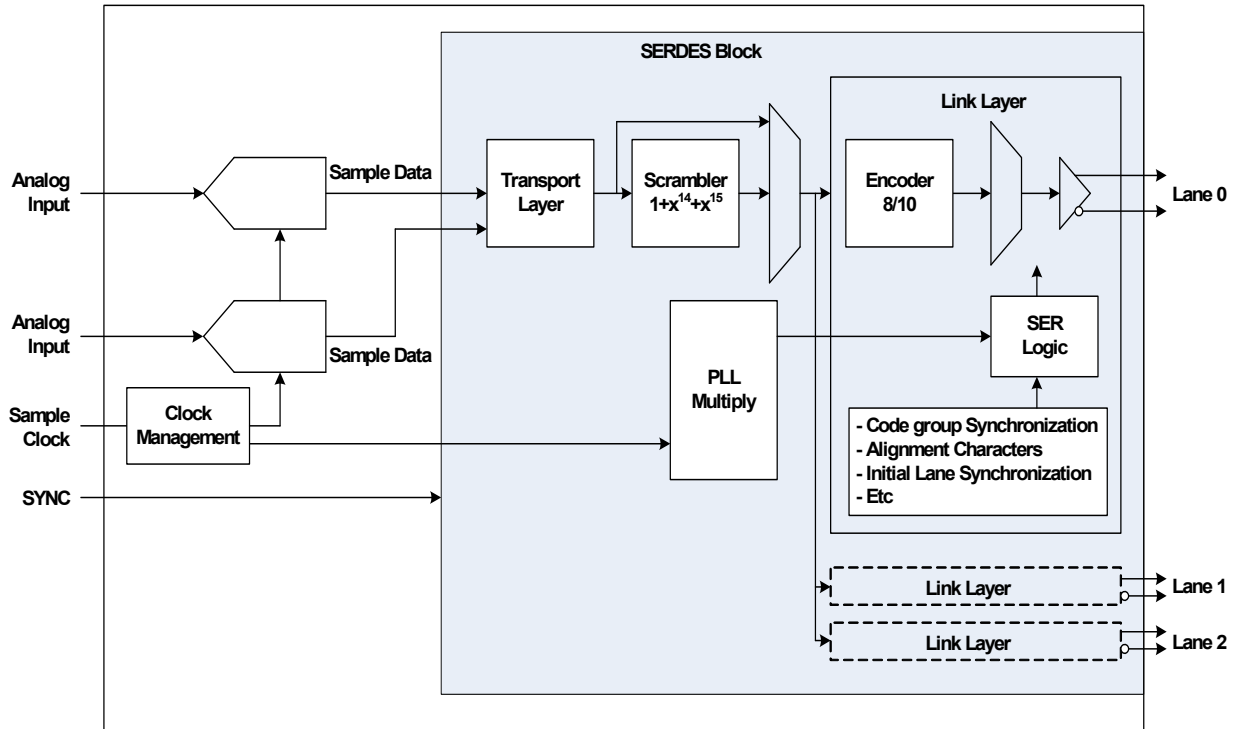 SERDES Block
Link Layer
Analog
Input
Sample Data
Transport
Layer
Scrambler
1+x¹⁴+x¹⁵
Encoder
8/10
Lane 0
Analog
Input
Sample Data
SER
Logic
PLL
Multiply
Sample
Clock
Clock
Management
- Code group Synchronization
- Alignment Characters
- Initial Lane Synchronization
- Etc
SYNC
Link Layer
Lane 1
Link Layer
Lane 2